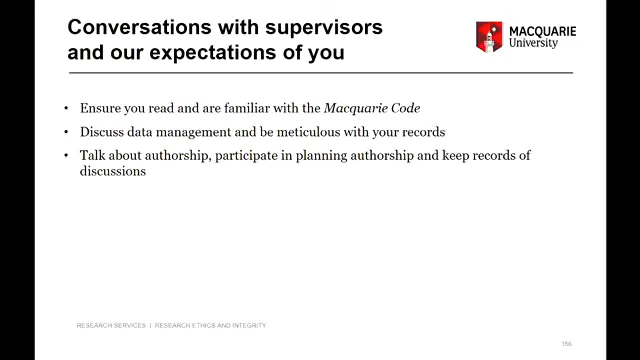 Conversations with supervisors
and our expectations of you
MACQUARIE
University
• Ensure you read and are familiar with the Macquarie Code
• Discuss data management and be meticulous with your records
• Talk about authorship, participate in planning authorship and keep records of
discussions
RESEARCH SERVICES | RESEARCH ETHICS AND INTEGRITY